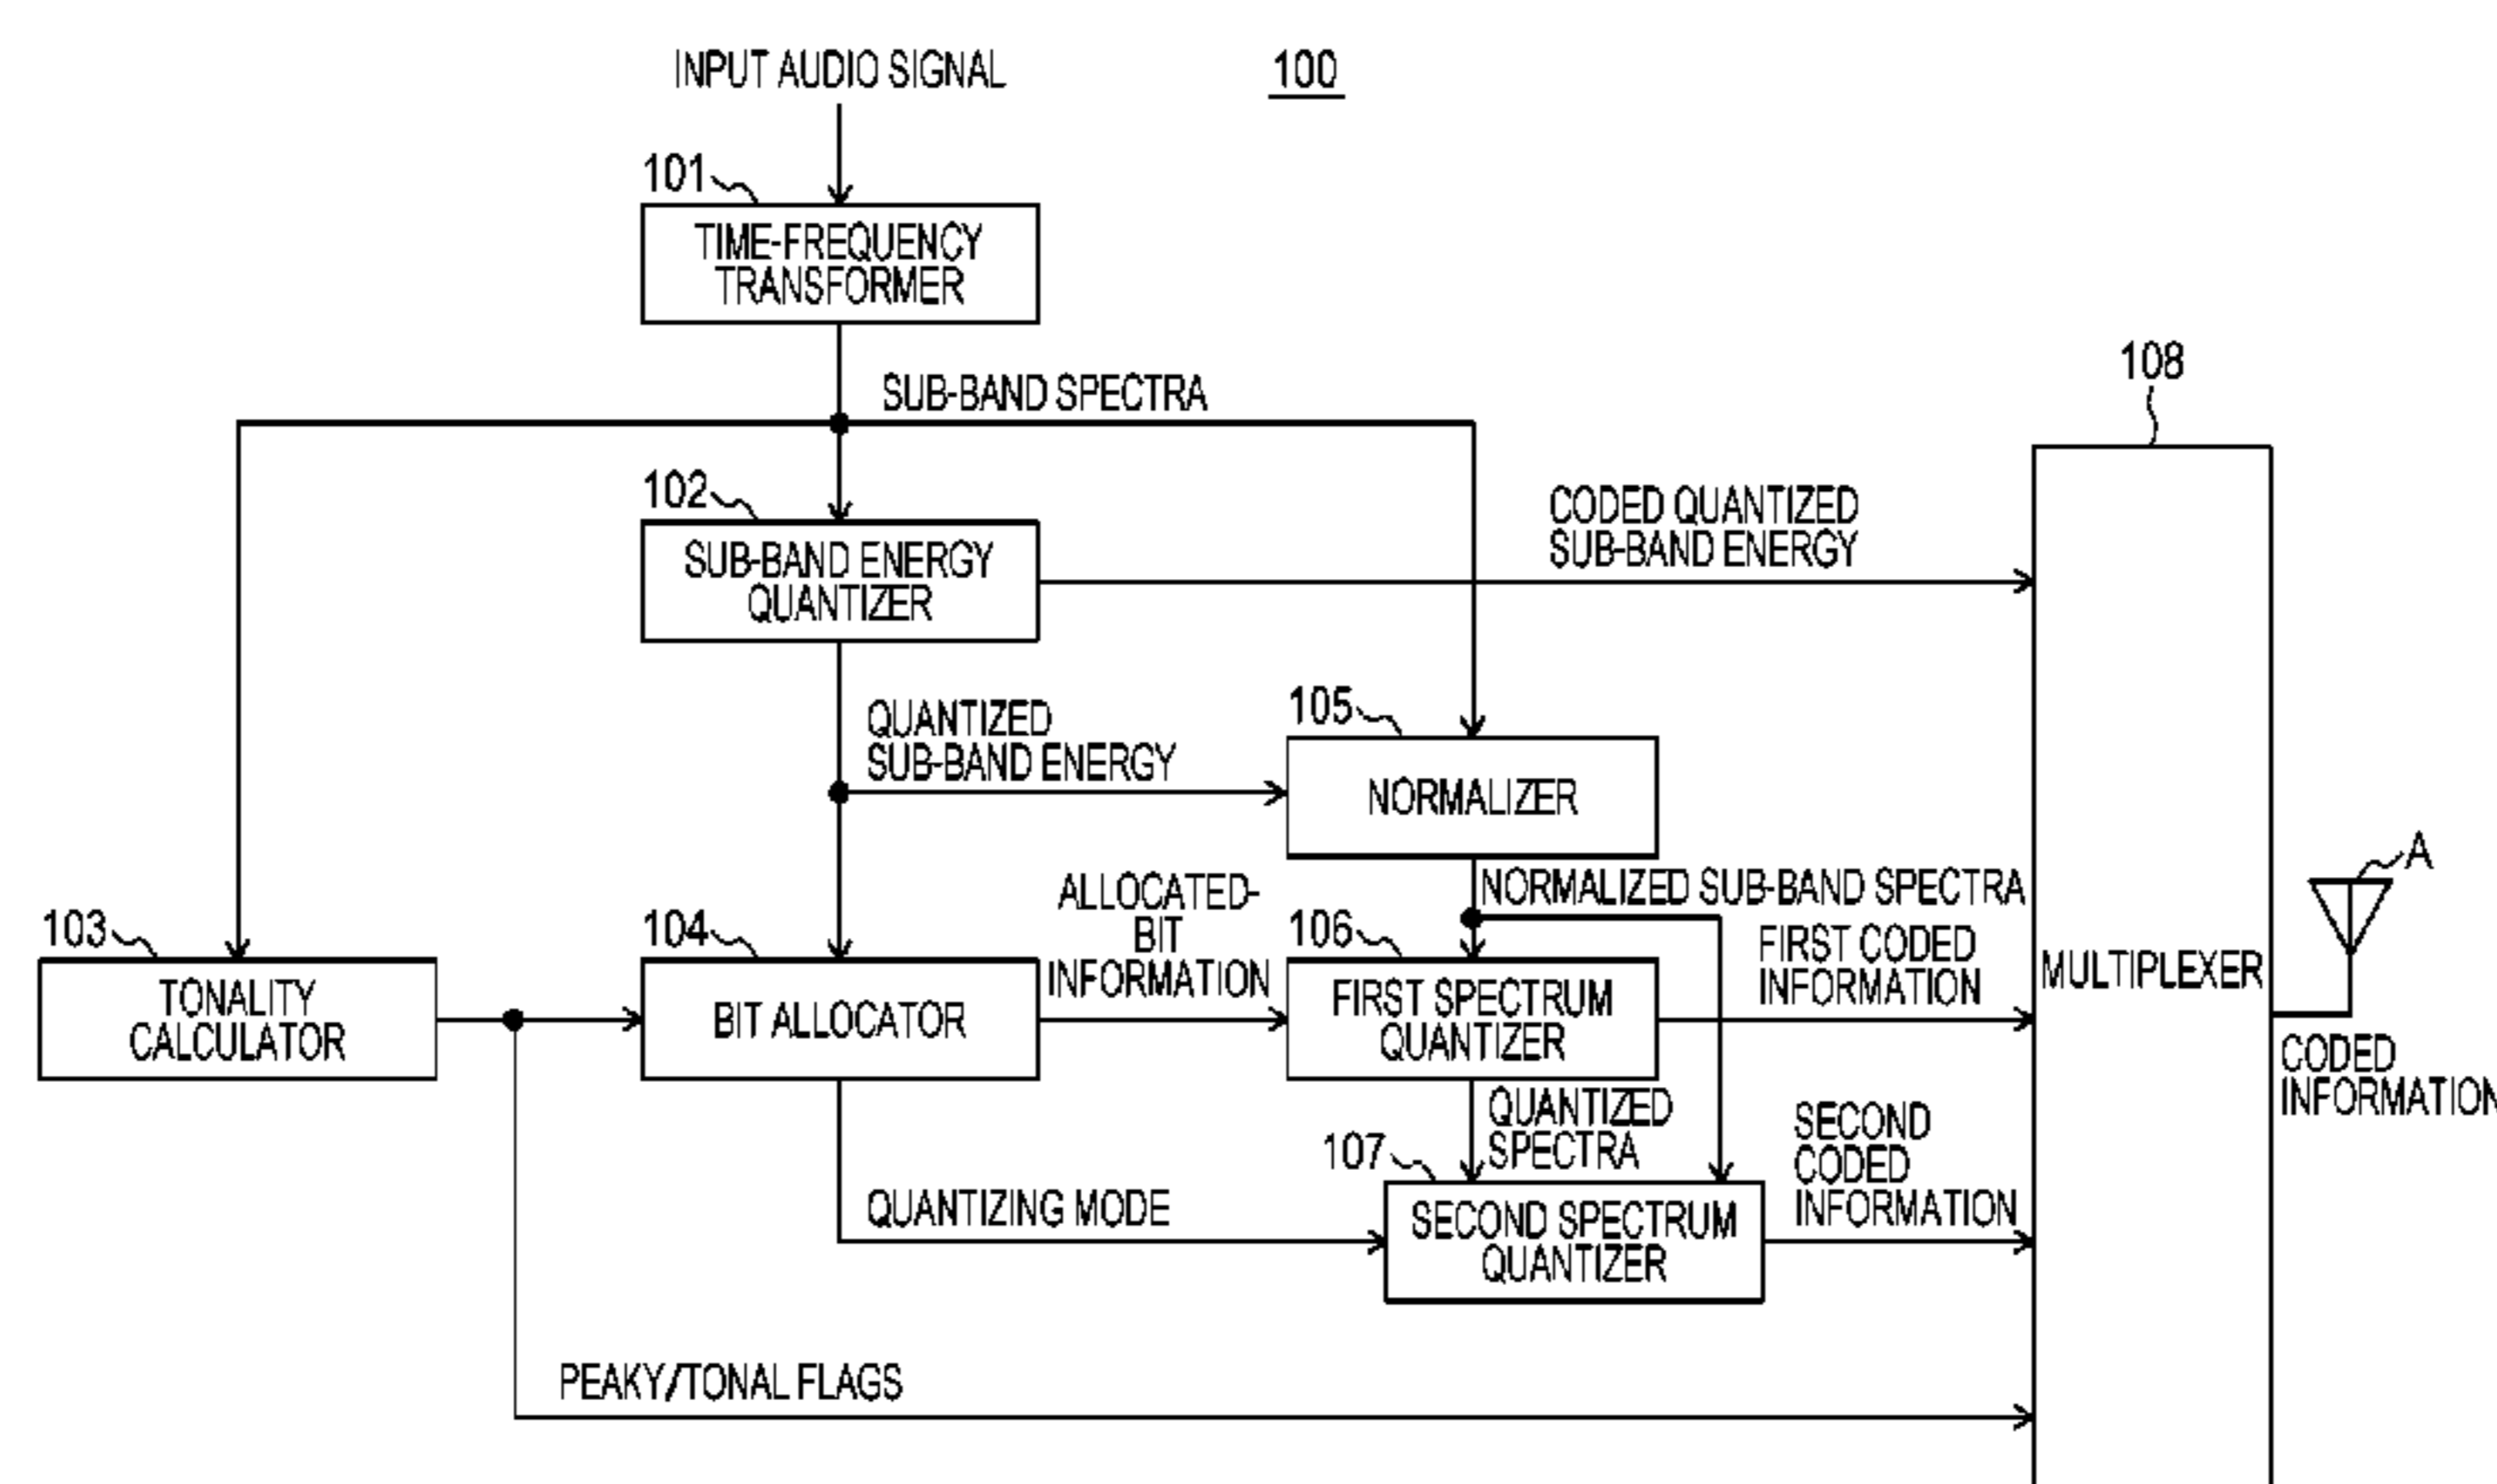 INPUT AUDIO SIGNAL
100
101
TIME-FREQUENCY
TRANSFORMER
SUB-BAND SPECTRA
108
102
SUB-BAND ENERGY
QUANTIZER
CODED QUANTIZED
SUB-BAND ENERGY
QUANTIZED
SUB-BAND ENERGY
105
NORMALIZER
NORMALIZED SUB-BAND SPECTRA
A
103
TONALITY
CALCULATOR
104
BIT ALLOCATOR
ALLOCATED-
BIT
INFORMATION
106
FIRST SPECTRUM
QUANTIZER
FIRST CODED
INFORMATION
MULTIPLEXER
CODED
INFORMATION
QUANTIZED
SPECTRA
107
SECOND SPECTRUM
QUANTIZER
SECOND
CODED
INFORMATION
QUANTIZING MODE
PEAKY/TONAL FLAGS